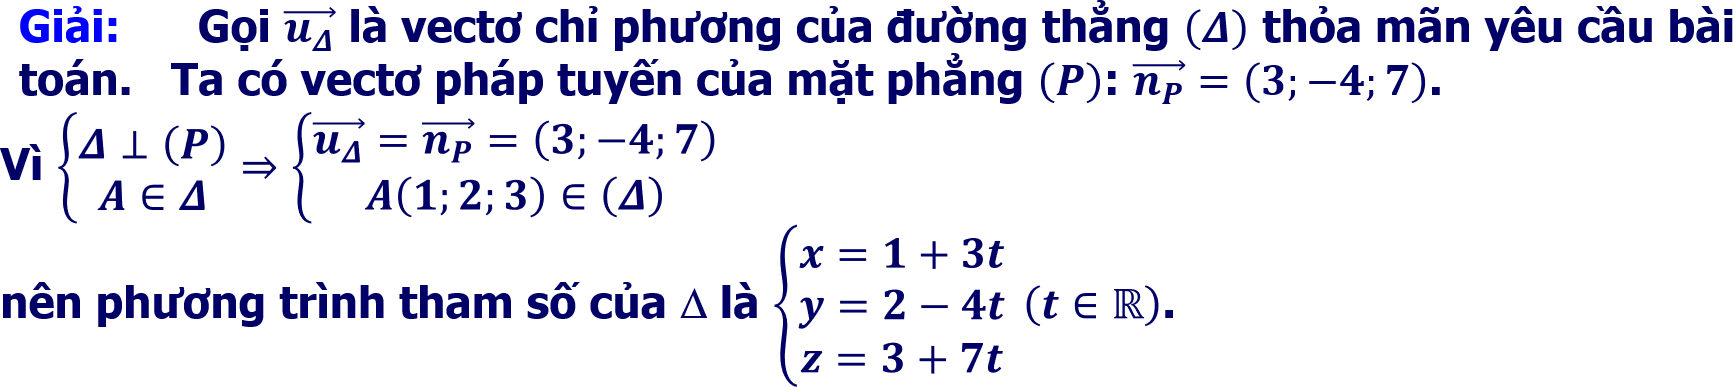 Giải: Gọi $\overrightarrow{u_\Delta}$ là vectơ chỉ phương của đường thẳng (Δ) thỏa mãn yêu cầu bài
toán. Ta có vectơ pháp tuyến của mặt phẳng (P): $\overrightarrow{n_P}$ = (3; −4; 7).
Vì $\begin{cases} \Delta \perp (P) \\ A \in \Delta \end{cases} \Rightarrow \begin{cases} \overrightarrow{u_\Delta} = \overrightarrow{n_P} = (3; -4; 7) \\ A(1; 2; 3) \in (\Delta) \end{cases}$
nên phương trình tham số của Δ là $\begin{cases} x = 1 + 3t \\ y = 2 - 4t \\ z = 3 + 7t \end{cases} (t \in \mathbb{R})$.